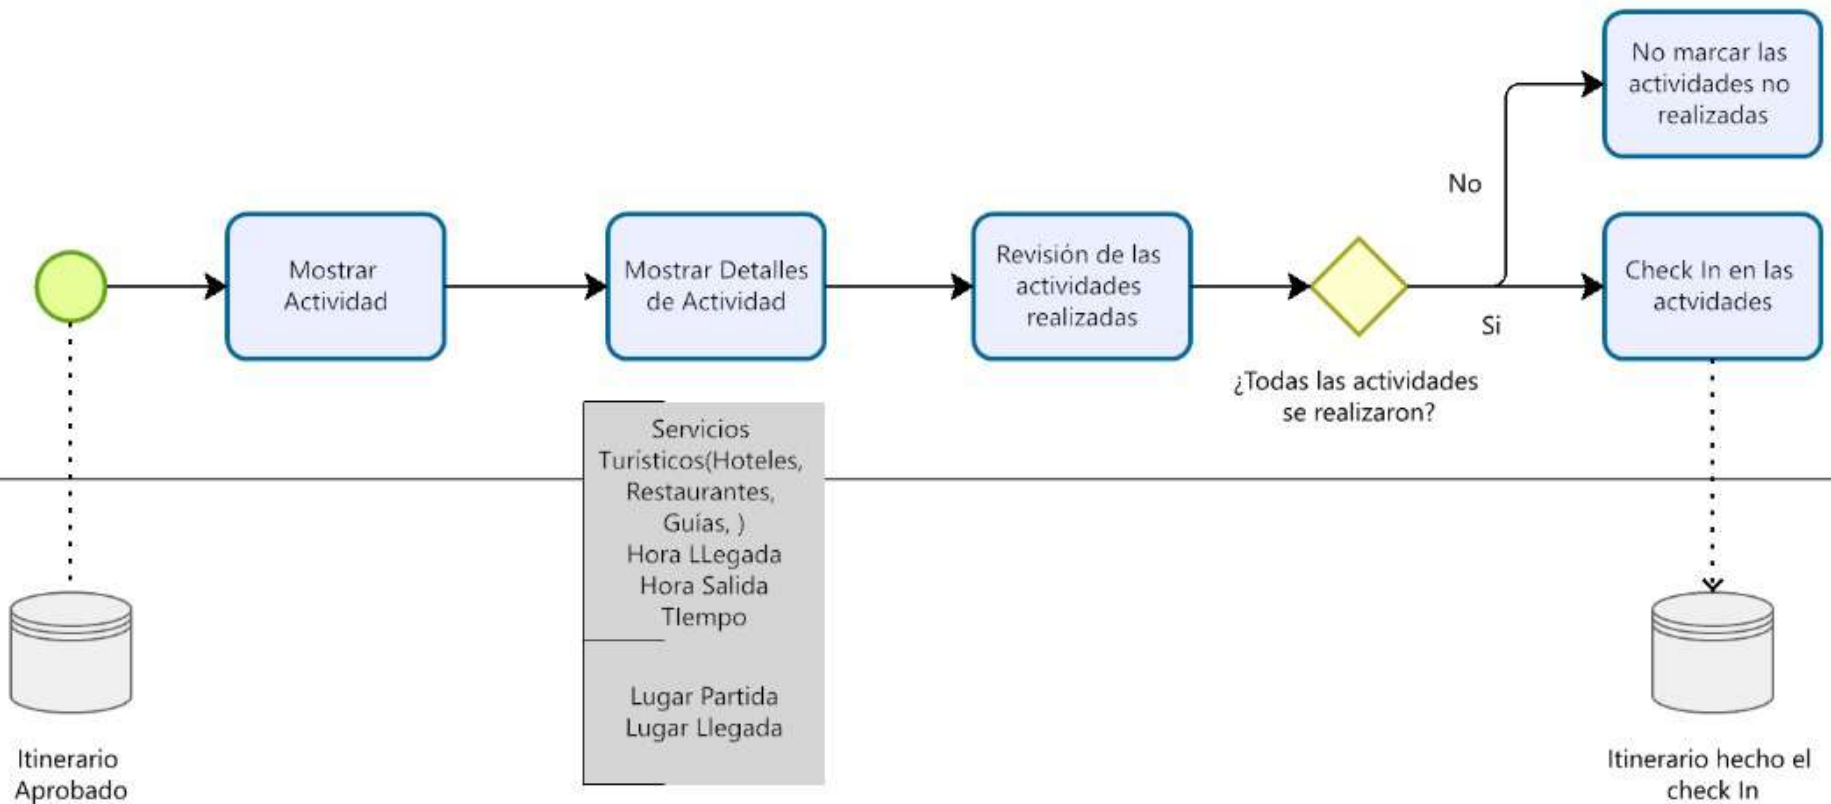 No marcar las
actividades no
realizadas
No
Mostrar
Actividad
Mostrar Detalles
de Actividad
Revisión de las
actividades
realizadas
Check In en las
actvidades
Si
¿Todas las actividades
se realizaron?
Servicios
Turísticos(Hoteles,
Restaurantes,
Guías, )
Hora LLegada
Hora Salida
TIempo
Lugar Partida
Lugar Llegada
Itinerario
Aprobado
Itinerario hecho el
check In